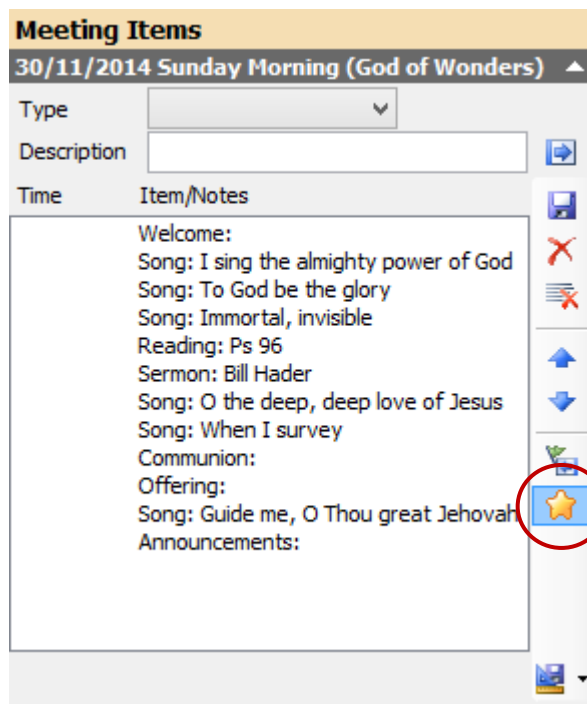 Meeting Items
30/11/2014 Sunday Morning (God of Wonders)
Type
Description
Time Item/Notes
Welcome:
Song: I sing the almighty power of God
Song: To God be the glory
Song: Immortal, invisible
Reading: Ps 96
Sermon: Bill Hader
Song: O the deep, deep love of Jesus
Song: When I survey
Communion:
Offering:
Song: Guide me, O Thou great Jehovah
Announcements: